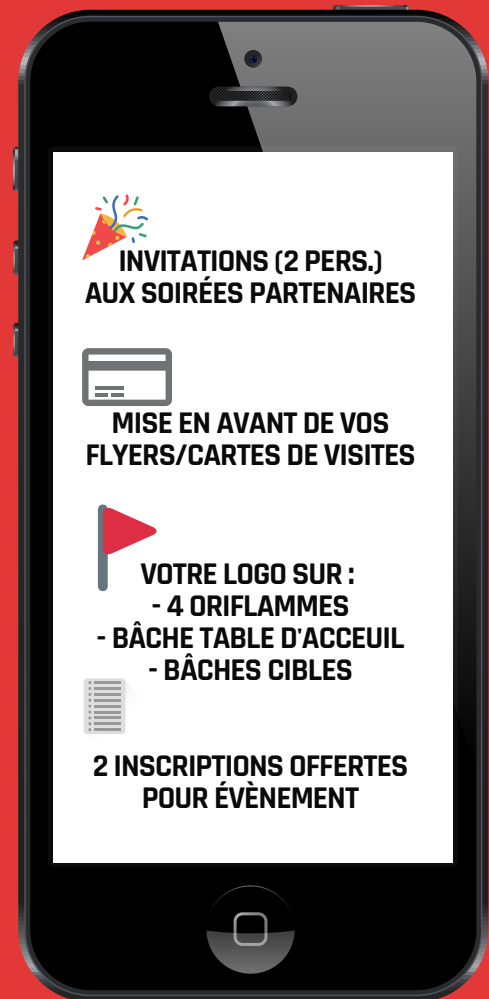 INVITATIONS (2 PERS.)
AUX SOIRÉES PARTENAIRES
MISE EN AVANT DE VOS
FLYERS/CARTES DE VISITES
VOTRE LOGO SUR :
- 4 ORIFLAMMES
- BÂCHE TABLE D'ACCEUIL
- BÂCHES CIBLES
2 INSCRIPTIONS OFFERTES
POUR ÉVÈNEMENT